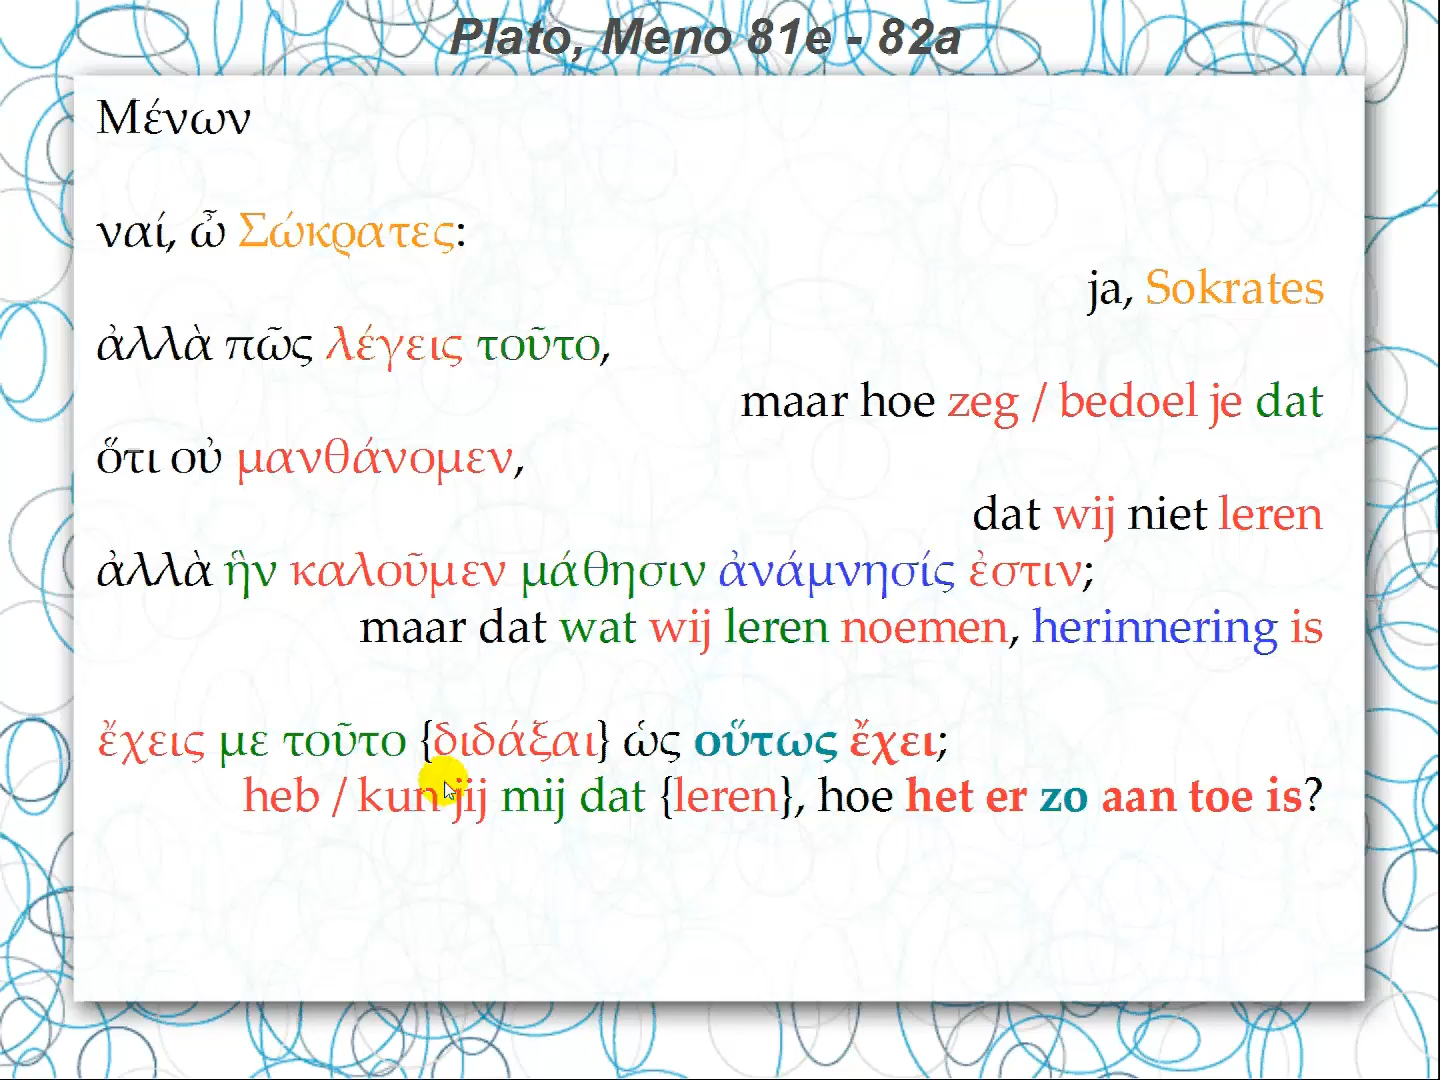 Plato, Meno 81e - 82a
Μένων
ναί, ὦ Σώκρατες:
ja, Sokrates
ἀλλὰ πῶς λέγεις τοῦτο,
maar hoe zeg / bedoel je dat
ὅτι οὐ μανθάνομεν,
dat wij niet leren
ἀλλὰ ἣν καλοῦμεν μάθησιν ἀνάμνησίς ἐστιν;
maar dat wat wij leren noemen, herinnering is
ἔχεις με τοῦτο {διδάξαι} ὡς οὕτως ἔχει;
heb / kun jij mij dat {leren}, hoe het er zo aan toe is?